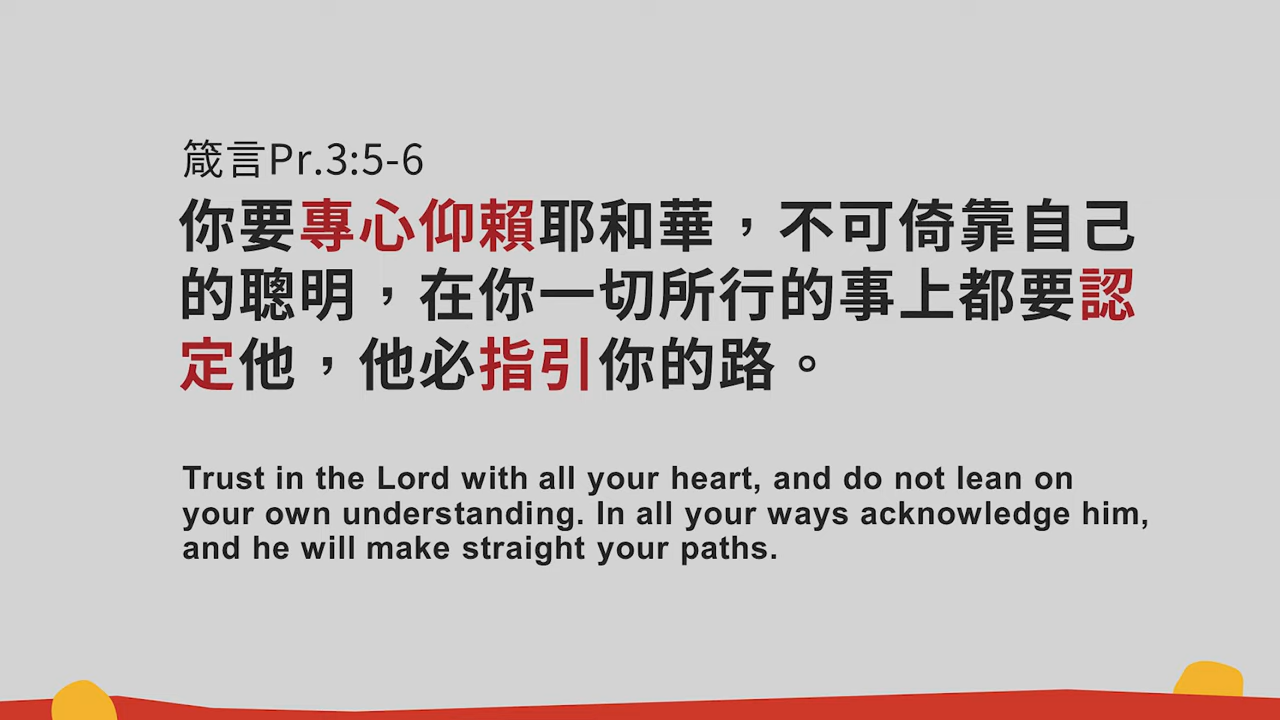 箴言Pr.3:5-6
你要專心仰賴耶和華，不可倚靠自己
的聰明，在你一切所行的事上都要認
定他，他必指引你的路。
Trust in the Lord with all your heart, and do not lean on
your own understanding. In all your ways acknowledge him,
and he will make straight your paths.